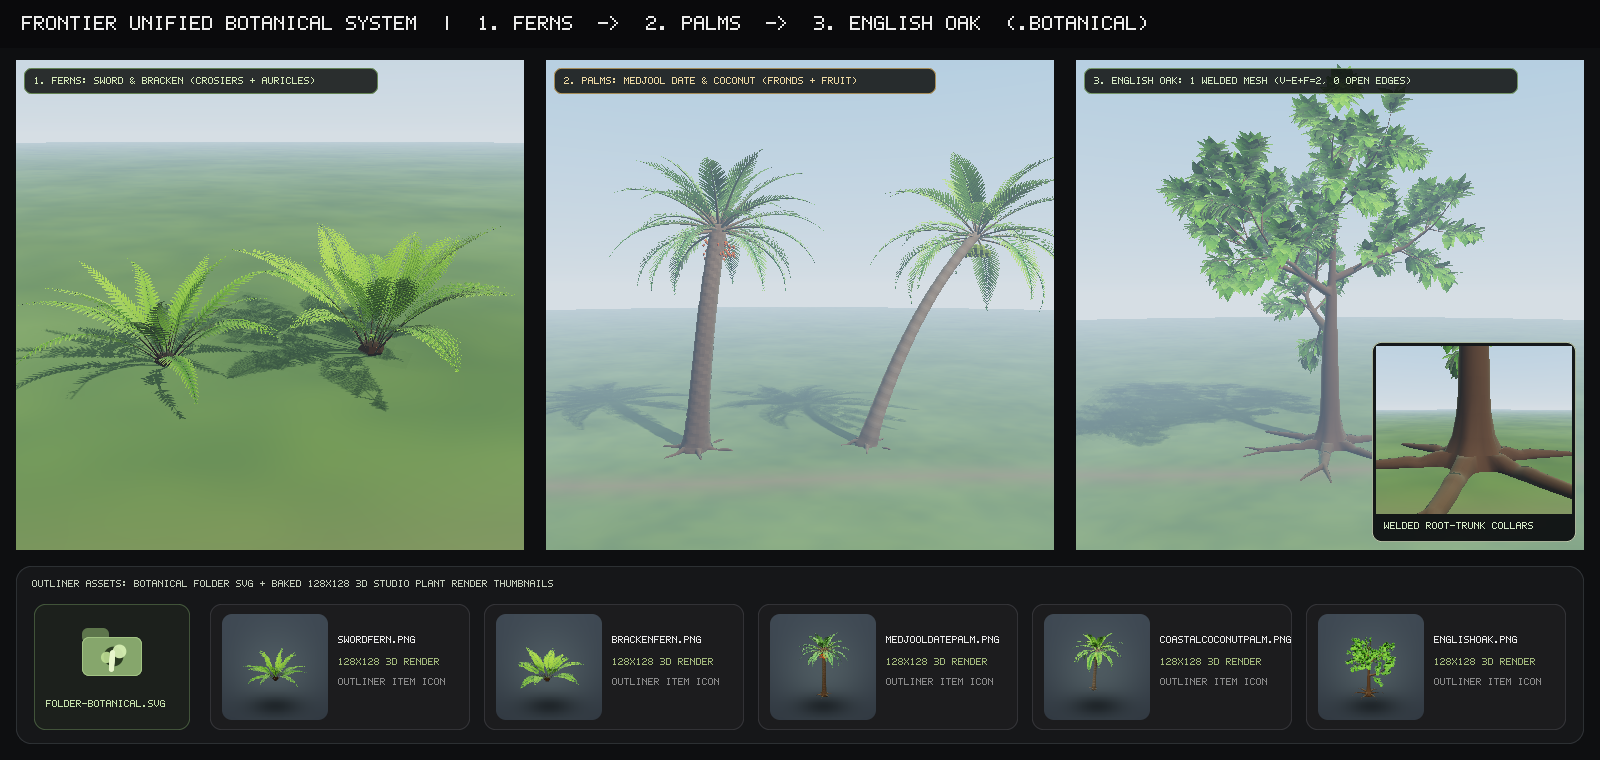 FRONTIER UNIFIED BOTANICAL SYSTEM | 1. FERNS -> 2. PALMS -> 3. ENGLISH OAK (.BOTANICAL)
1. FERNS: SWORD & BRACKEN (CROSIERS + AURICLES)
2. PALMS: MEDJOOL DATE & COCONUT (FRONDS + FRUIT)
3. ENGLISH OAK: 1 WELDED MESH (V-E+F=2, 0 OPEN EDGES)
WELDED ROOT-TRUNK COLLARS
OUTLINER ASSETS: BOTANICAL FOLDER SVG + BAKED 128X128 3D STUDIO PLANT RENDER THUMBNAILS
FOLDER-BOTANICAL.SVG
SWORDFERN.PNG
128X128 3D RENDER
OUTLINER ITEM ICON
BRACKENFERN.PNG
128X128 3D RENDER
OUTLINER ITEM ICON
MEDJOOLDATEPALM.PNG
128X128 3D RENDER
OUTLINER ITEM ICON
COASTALCOCONUTPALM.PNG
128X128 3D RENDER
OUTLINER ITEM ICON
ENGLISHOAK.PNG
128X128 3D RENDER
OUTLINER ITEM ICON